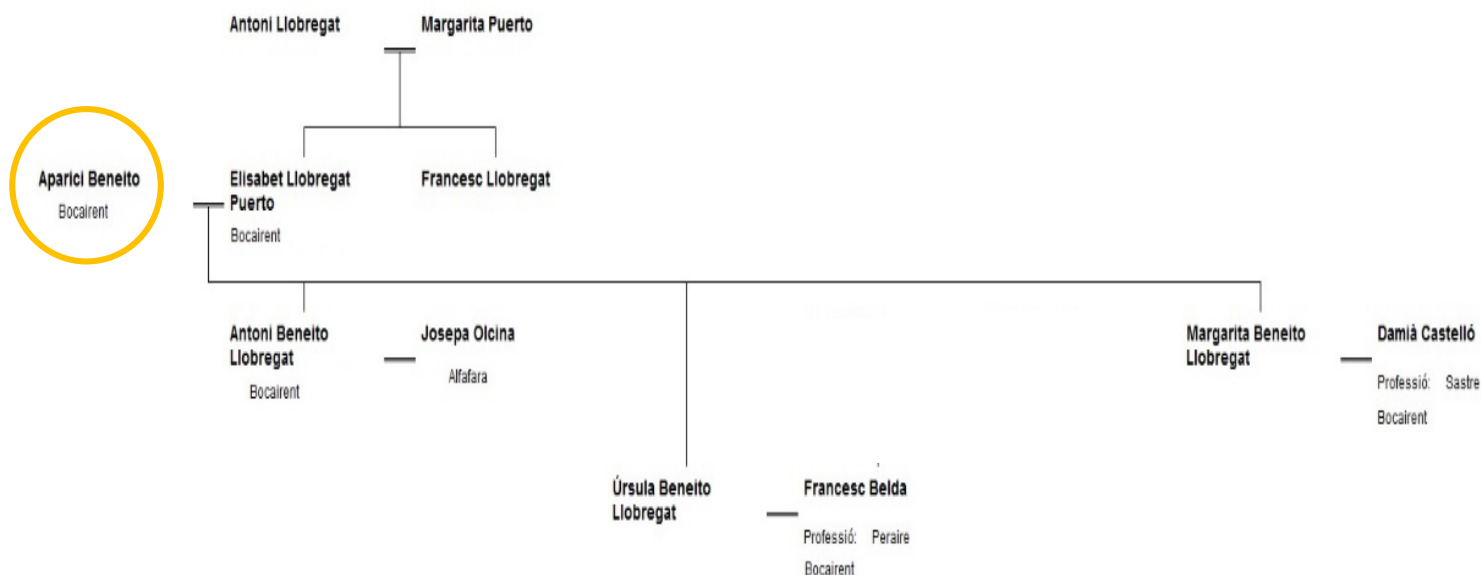 Antoni Llobregat
Margarita Puerto
Aparici Beneito
Bocairent
Elisabet Llobregat
Puerto
Bocairent
Francesc Llobregat
Antoni Beneito
Llobregat
Bocairent
Josepa Olcina
Alfafara
Margarita Beneito
Llobregat
Damià Castelló
Professió: Sastre
Bocairent
Úrsula Beneito
Llobregat
Francesc Belda
Professió: Peraire
Bocairent